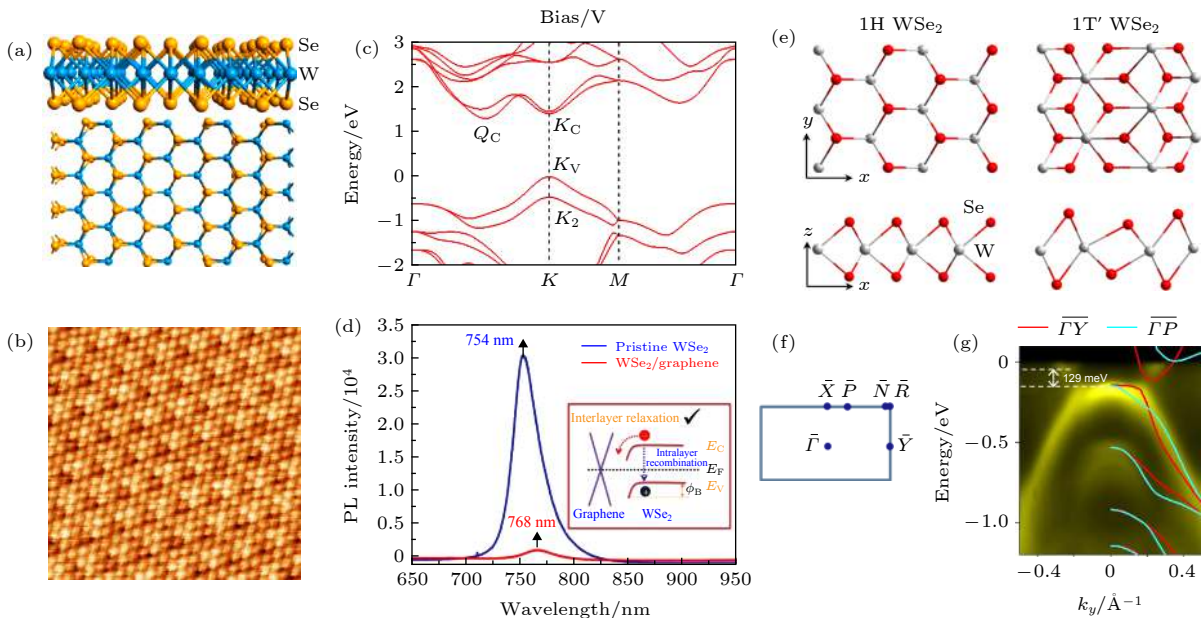 Bias/V
(a)
Se
W
Se
(b)
(c)
Energy/eV
3
2
1
0
−1
−2
Q_C
K_C
K_V
K_2
Γ
K
M
Γ
(d)
PL intensity/10^4
3.5
3.0
2.5
2.0
1.5
1.0
0.5
0
754 nm
768 nm
Pristine WSe₂
WSe₂/graphene
Interlayer relaxation ✓
E_C
Intralayer
recombination
E_F
ϕ_B
E_V
Graphene
WSe₂
650
700
750
800
850
900
950
Wavelength/nm
(e)
1H WSe₂
1T′ WSe₂
y
x
Se
z
W
x
(f)
X̄ P̄ N̄ R̄
Γ̄ Ȳ
(g)
ΓY
ΓP
129 meV
Energy/eV
0
−0.5
−1.0
−0.4
0
0.4
k_y/Å⁻¹